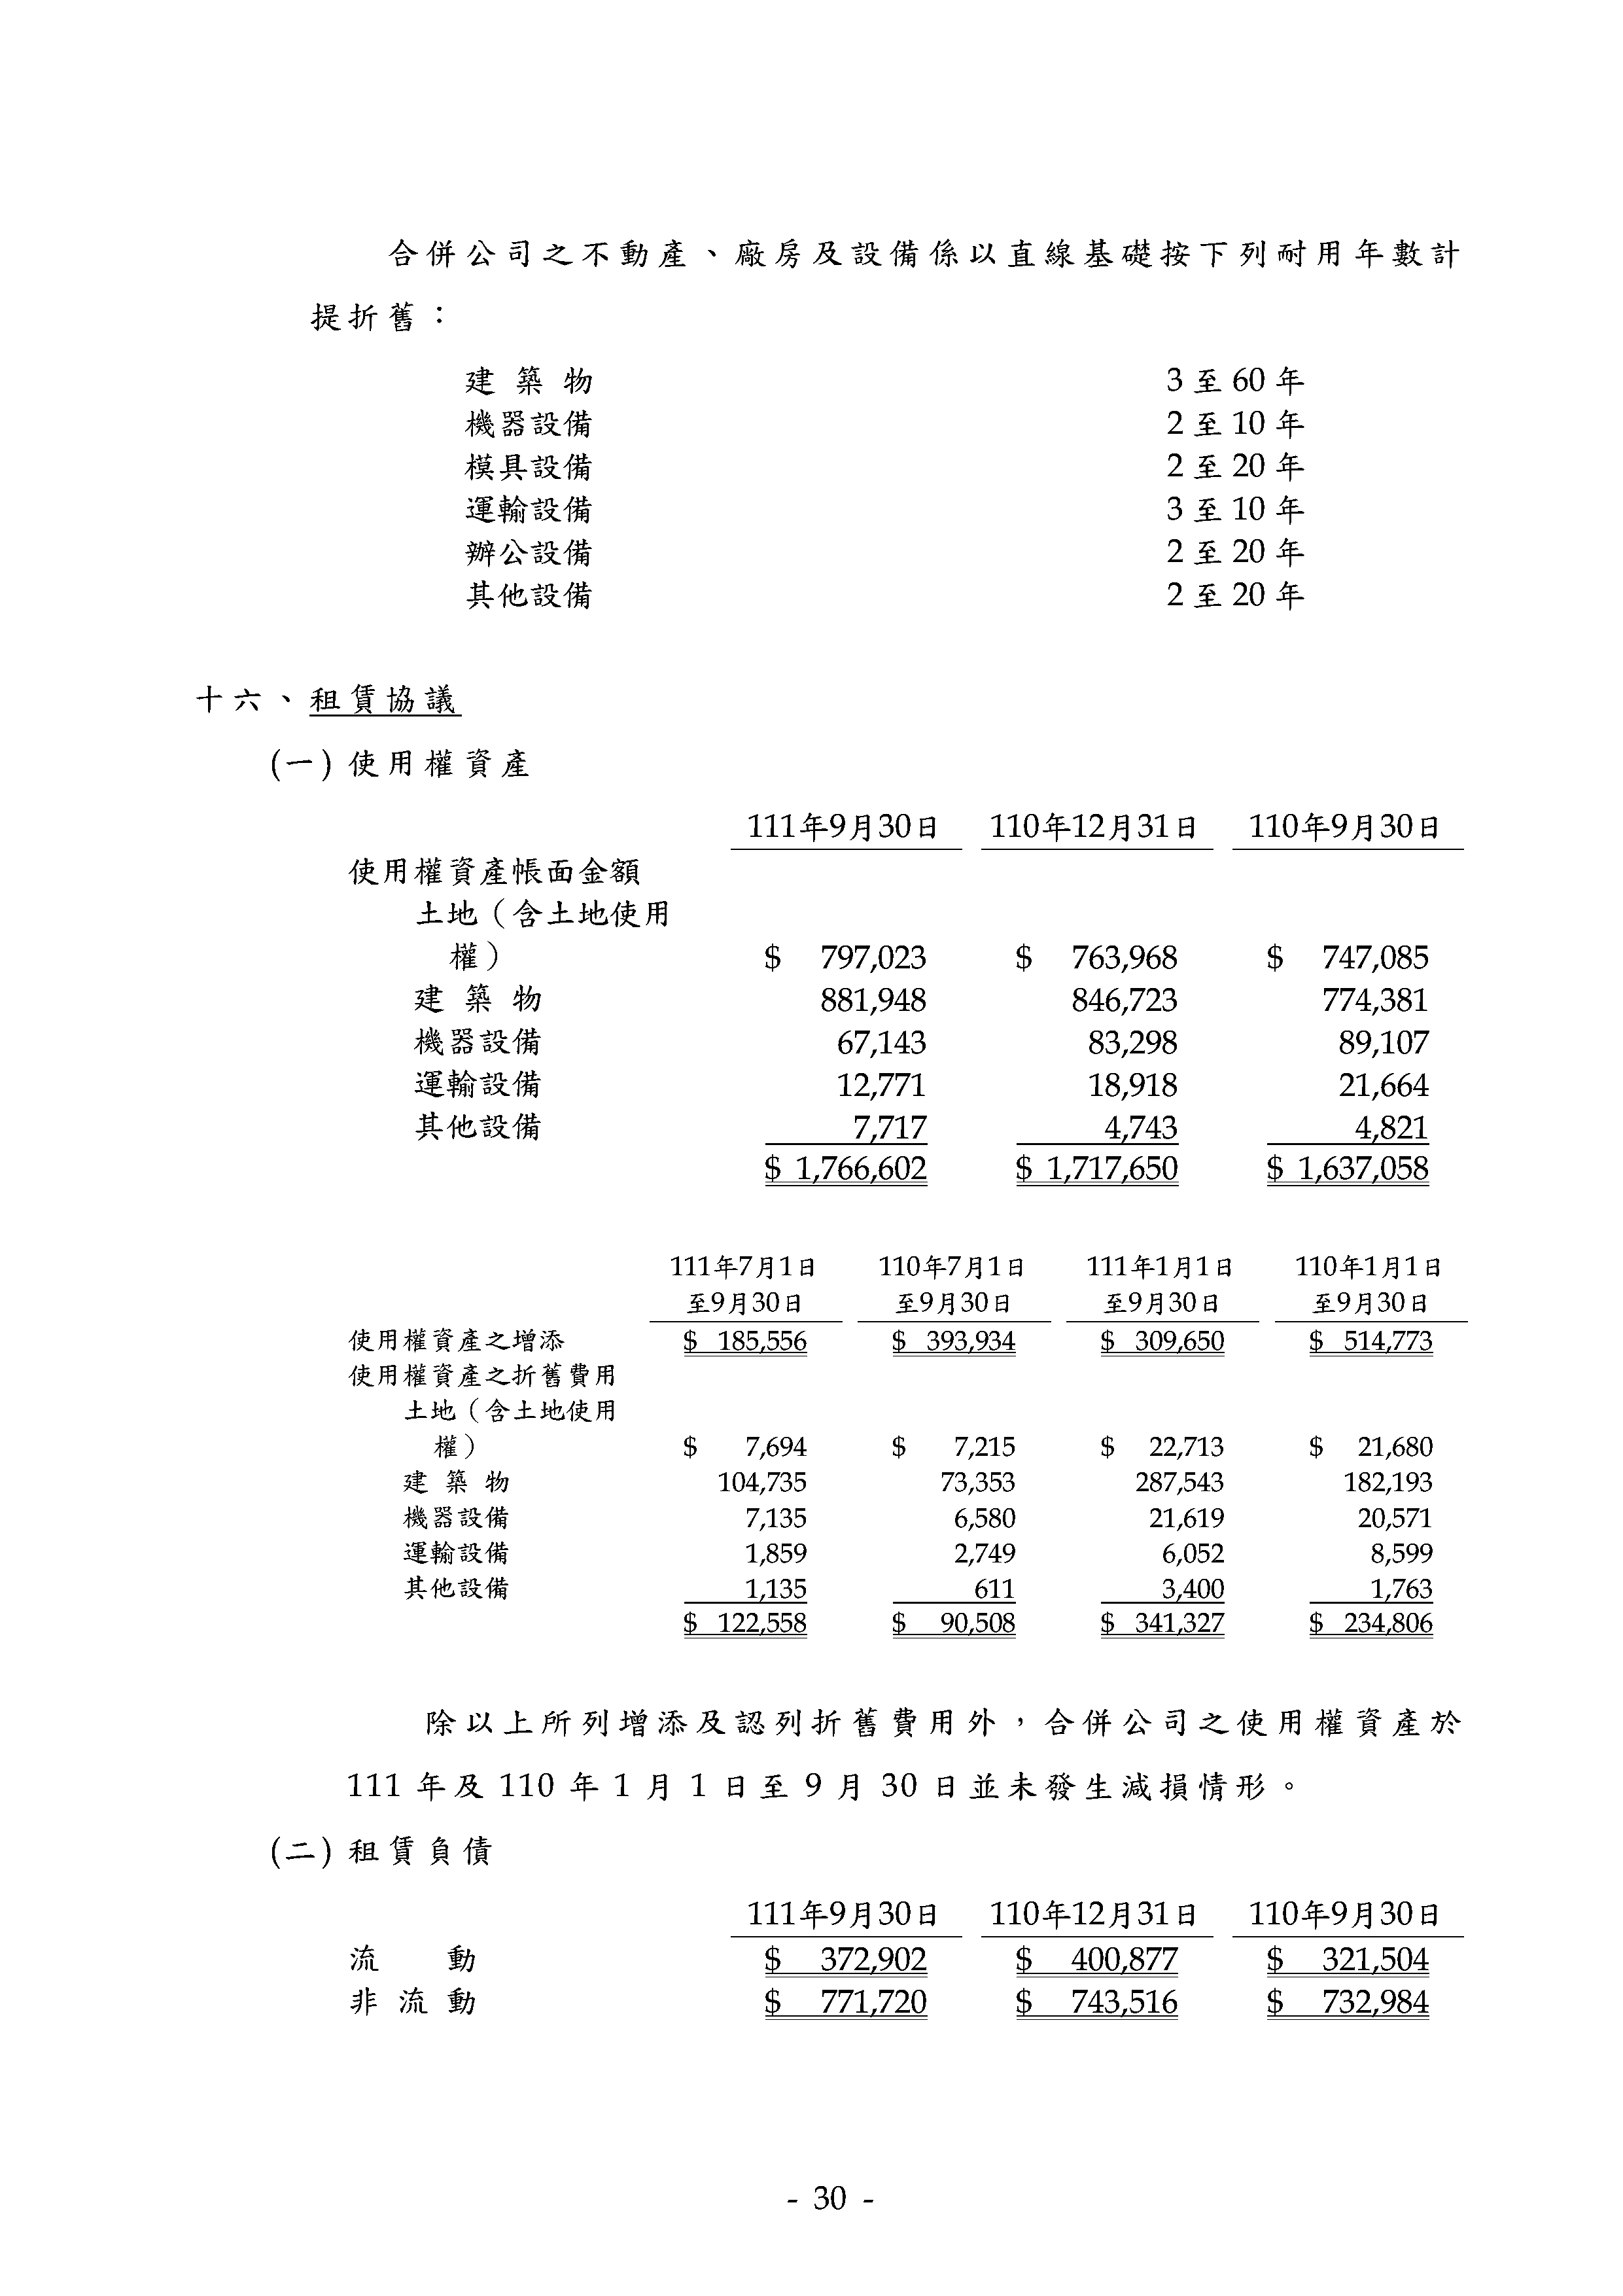 合併公司之不動產、廠房及設備係以直線基礎按下列耐用年數計
提折舊：
建築物 3 至 60 年
機器設備 2 至 10 年
模具設備 2 至 20 年
運輸設備 3 至 10 年
辦公設備 2 至 20 年
其他設備 2 至 20 年
十六、租賃協議
(一) 使用權資產
111年9月30日 110年12月31日 110年9月30日
使用權資產帳面金額
土地（含土地使用
權） $ 797,023 $ 763,968 $ 747,085
建築物 881,948 846,723 774,381
機器設備 67,143 83,298 89,107
運輸設備 12,771 18,918 21,664
其他設備 7,717 4,743 4,821
$ 1,766,602 $ 1,717,650 $ 1,637,058
111年7月1日 110年7月1日 111年1月1日 110年1月1日
至9月30日 至9月30日 至9月30日 至9月30日
使用權資產之增添 $ 185,556 $ 393,934 $ 309,650 $ 514,773
使用權資產之折舊費用
土地（含土地使用
權） $ 7,694 $ 7,215 $ 22,713 $ 21,680
建築物 104,735 73,353 287,543 182,193
機器設備 7,135 6,580 21,619 20,571
運輸設備 1,859 2,749 6,052 8,599
其他設備 1,135 611 3,400 1,763
$ 122,558 $ 90,508 $ 341,327 $ 234,806
除以上所列增添及認列折舊費用外，合併公司之使用權資產於
111 年及 110 年 1 月 1 日至 9 月 30 日並未發生減損情形。
(二) 租賃負債
111年9月30日 110年12月31日 110年9月30日
流動 $ 372,902 $ 400,877 $ 321,504
非流動 $ 771,720 $ 743,516 $ 732,984
- 30 -